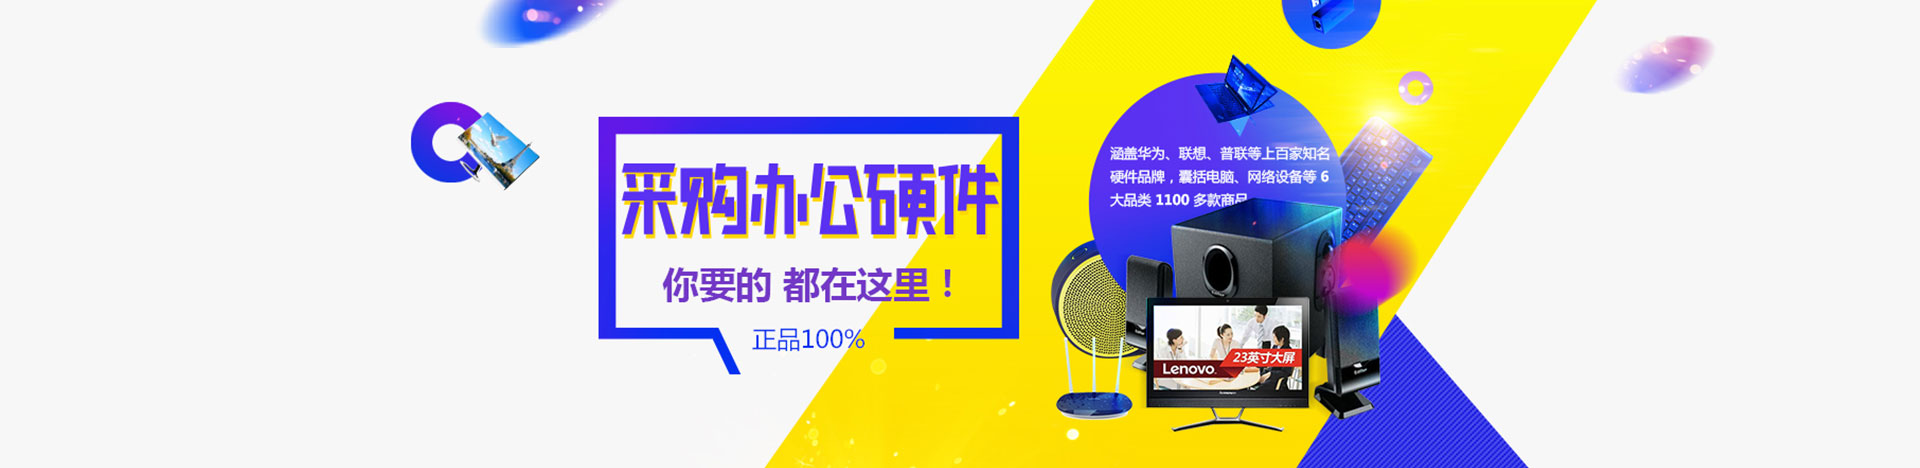 采购办公硬件
你要的 都在这里！
正品100%
涵盖华为、联想、普联等上百家知名
硬件品牌，囊括电脑、网络设备等 6
大品类 1100 多款商品
23英寸大屏
Lenovo